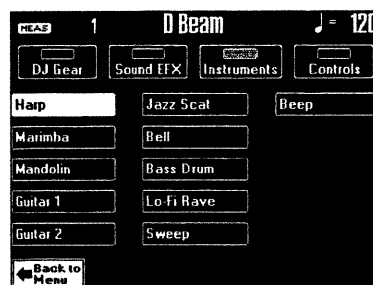 MEAS 1 D Beam ♩ = 120
DJ Gear Sound EFX Instruments Controls
Harp Jazz Scat Beep
Marimba Bell
Mandolin Bass Drum
Guitar 1 Lo-Fi Rave
Guitar 2 Sweep
Back to
Menu